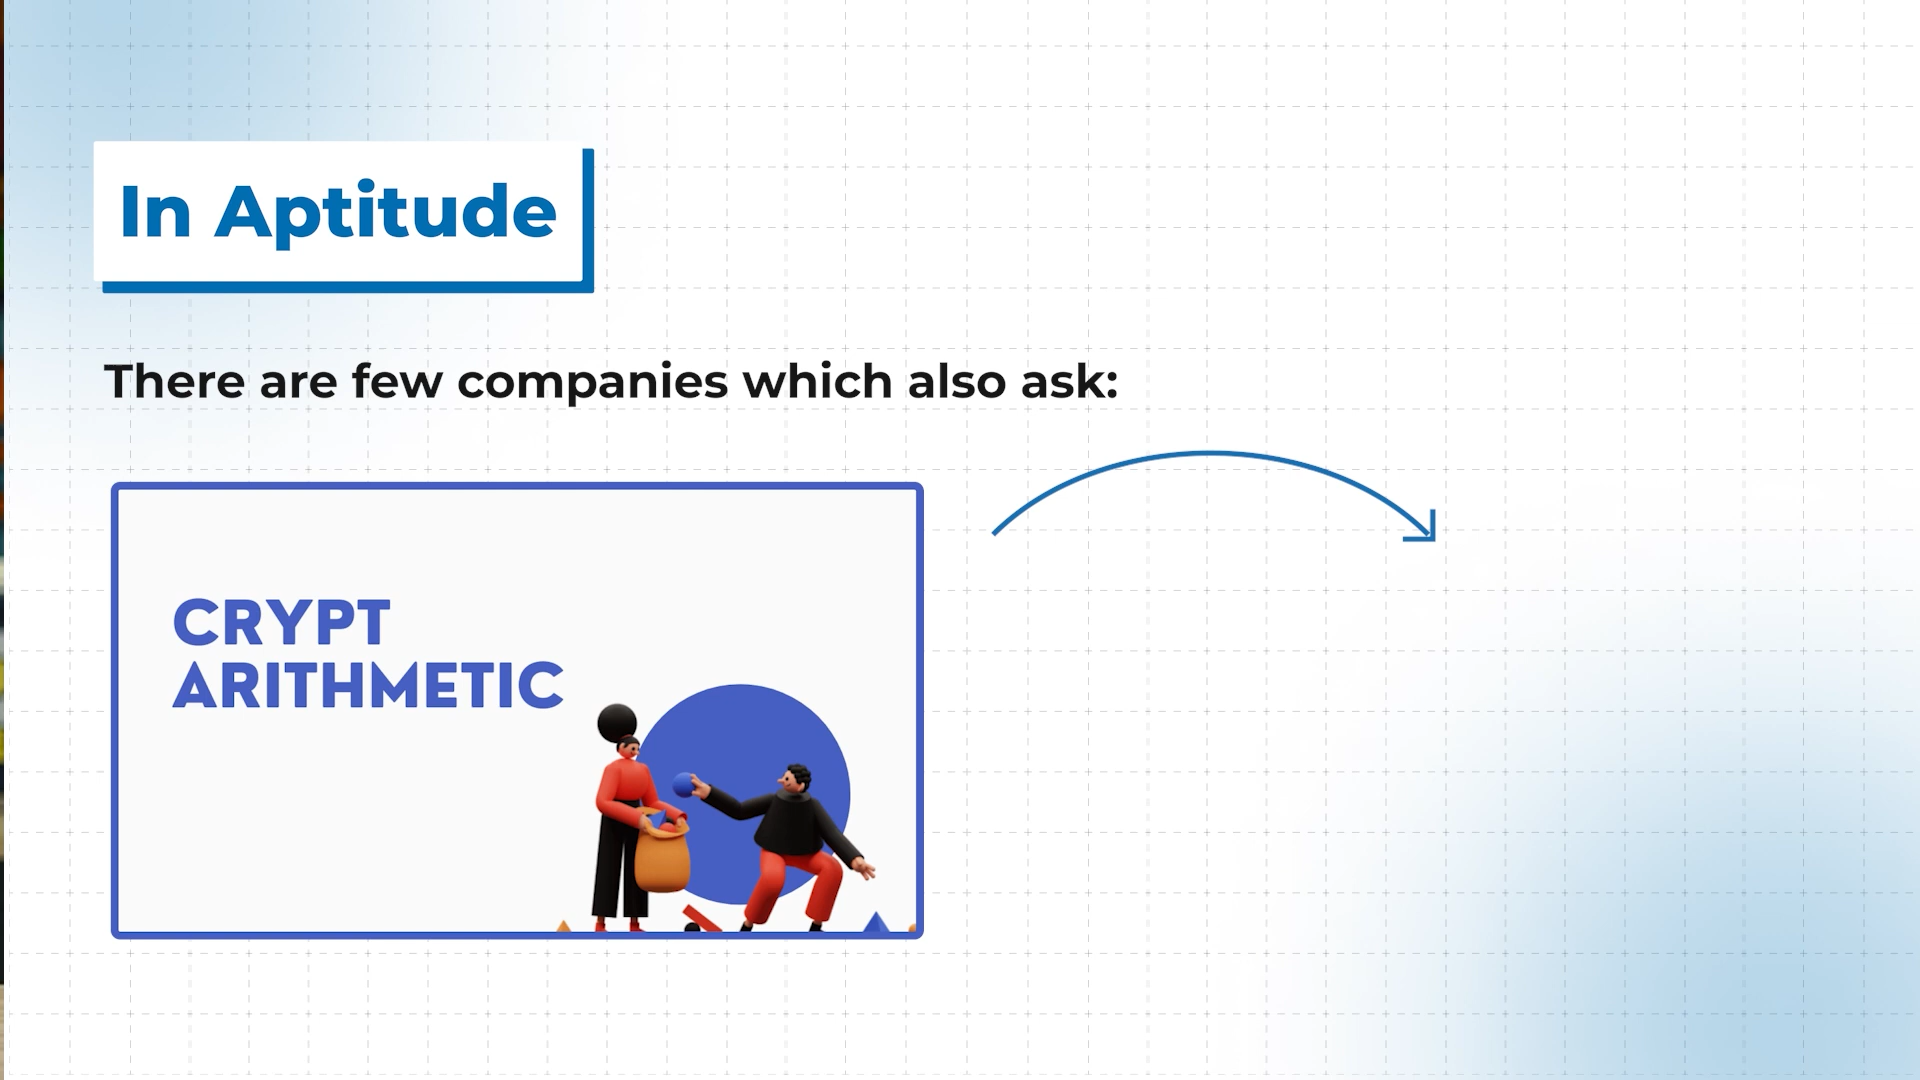 In Aptitude
There are few companies which also ask:
CRYPT
ARITHMETIC